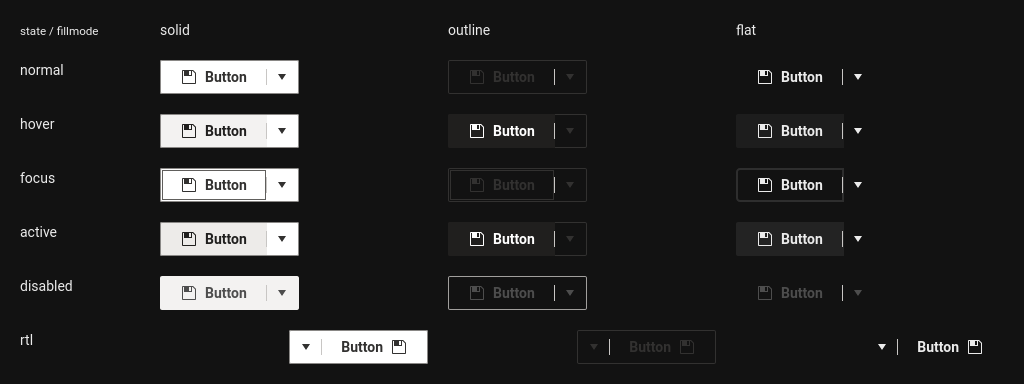 state / fillmode solid outline flat
normal Button Button Button
hover Button Button Button
focus Button Button Button
active Button Button Button
disabled Button Button Button
rtl Button Button Button